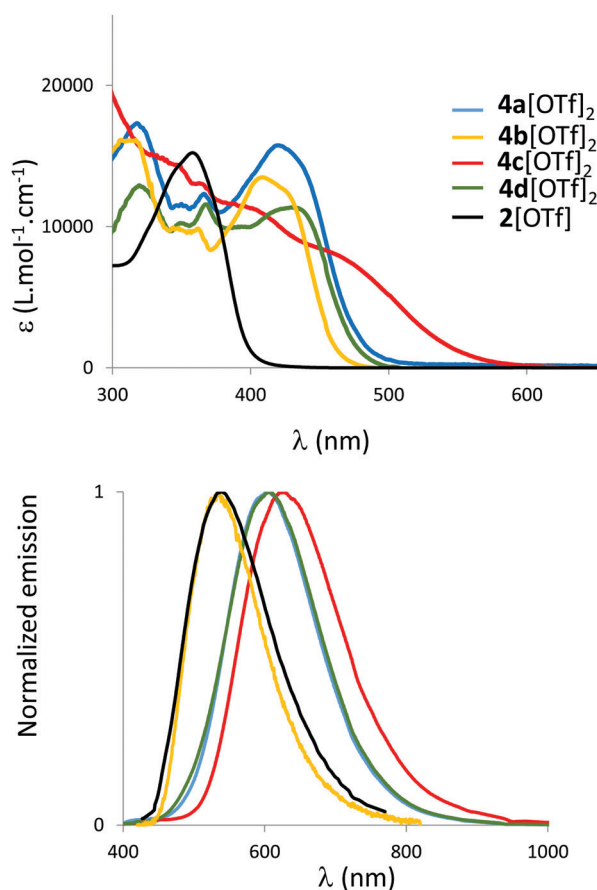 20000
10000
0
ε (L.mol⁻¹.cm⁻¹)
300
400
500
600
λ (nm)
4a[OTf]₂
4b[OTf]₂
4c[OTf]₂
4d[OTf]₂
2[OTf]
1
0
Normalized emission
400
600
800
1000
λ (nm)